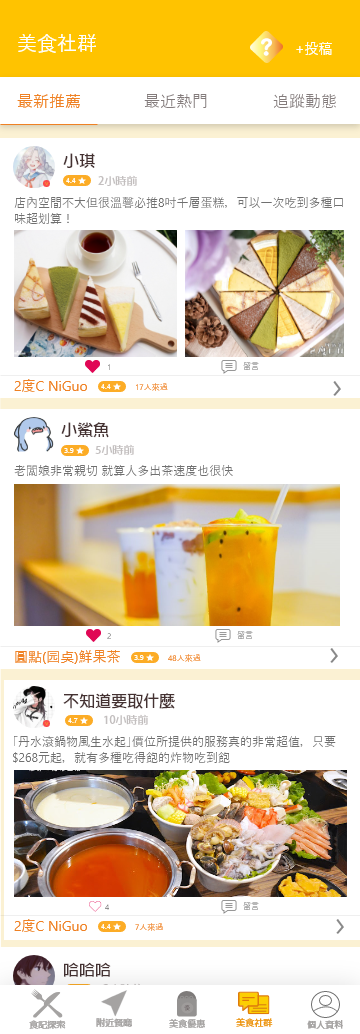 美食社群
+投稿
最新推薦
最近熱門
追蹤動態
小琪
4.4 ★ 2小時前
店內空間不大但很溫馨必推8吋千層蛋糕，可以一次吃到多種口
味超划算！
1
留言
2度C NiGuo 4.4 ★ 17人來過
小鯊魚
3.9 ★ 5小時前
老闆娘非常親切 就算人多出茶速度也很快
2
留言
圓點(园桌)鮮果茶 3.9 ★ 48人來過
不知道要取什麼
4.7 ★ 10小時前
「丹水滾鍋物風生水起」價位所提供的服務真的非常超值，只要
$268元起，就有多種吃得飽的炸物吃到飽
4
留言
2度C NiGuo 4.4 ★ 7人來過
哈哈哈
食記探索
附近餐廳
美食優惠
美食社群
個人資料